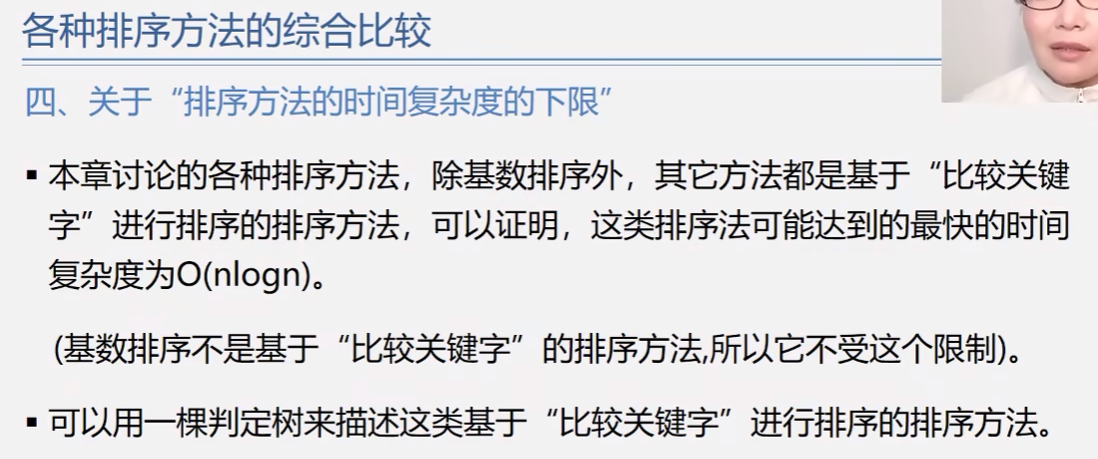 各种排序方法的综合比较
四、关于“排序方法的时间复杂度的下限”
▪ 本章讨论的各种排序方法，除基数排序外，其它方法都是基于“比较关键
字”进行排序的排序方法，可以证明，这类排序法可能达到的最快的时间
复杂度为O(nlogn)。
(基数排序不是基于“比较关键字”的排序方法,所以它不受这个限制)。
▪ 可以用一棵判定树来描述这类基于“比较关键字”进行排序的排序方法。